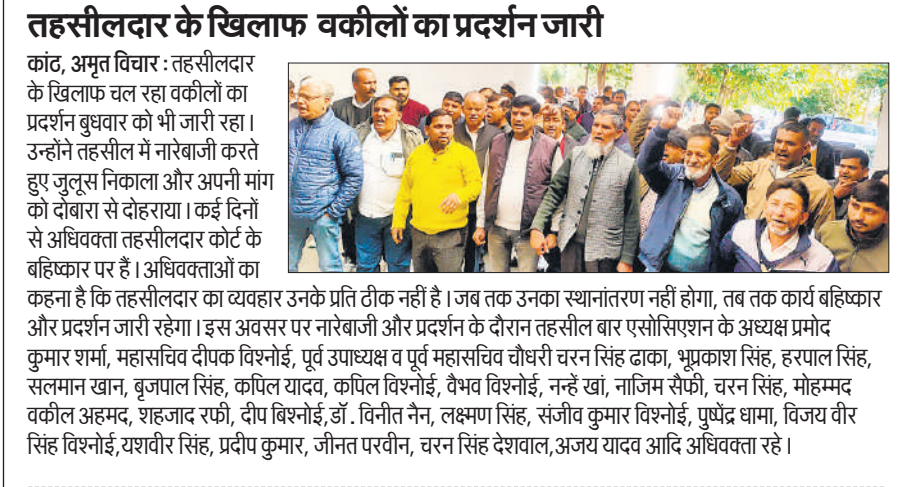 तहसीलदार के खिलाफ वकीलों का प्रदर्शन जारी
कांठ, अमृत विचार : तहसीलदार
के खिलाफ चल रहा वकीलों का
प्रदर्शन बुधवार को भी जारी रहा।
उन्होंने तहसील में नारेबाजी करते
हुए जुलूस निकाला और अपनी मांग
को दोबारा से दोहराया। कई दिनों
से अधिवक्ता तहसीलदार कोर्ट के
बहिष्कार पर हैं। अधिवक्ताओं का
कहना है कि तहसीलदार का व्यवहार उनके प्रति ठीक नहीं है। जब तक उनका स्थानांतरण नहीं होगा, तब तक कार्य बहिष्कार
और प्रदर्शन जारी रहेगा। इस अवसर पर नारेबाजी और प्रदर्शन के दौरान तहसील बार एसोसिएशन के अध्यक्ष प्रमोद
कुमार शर्मा, महासचिव दीपक विश्नोई, पूर्व उपाध्यक्ष व पूर्व महासचिव चौधरी चरन सिंह ढाका, भूप्रकाश सिंह, हरपाल सिंह,
सलमान खान, बृजपाल सिंह, कपिल यादव, कपिल विश्नोई, वैभव विश्नोई, नन्हें खां, नाजिम सैफी, चरन सिंह, मोहम्मद
वकील अहमद, शहजाद रफी, दीप बिश्नोई,डॉ. विनीत नैन, लक्ष्मण सिंह, संजीव कुमार विश्नोई, पुष्पेंद्र धामा, विजय वीर
सिंह विश्नोई,यशवीर सिंह, प्रदीप कुमार, जीनत परवीन, चरन सिंह देशवाल,अजय यादव आदि अधिवक्ता रहे।